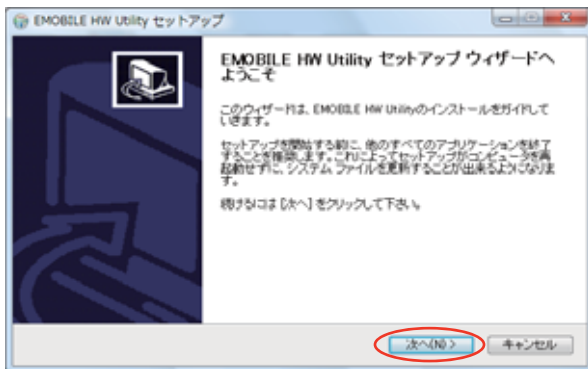 EMOBILE HW Utility セットアップ
EMOBILE HW Utility セットアップ ウィザードへ
ようこそ
このウィザードは、EMOBILE HW Utilityのインストールをガイドして
いきます。
セットアップを開始する前に、他のすべてのアプリケーションを終了
することを推奨します。これによってセットアップがコンピュータを再
起動せずに、システム ファイルを更新することが出来るようになりま
す。
続けるには [次へ] をクリックして下さい。
次へ(N) >
キャンセル